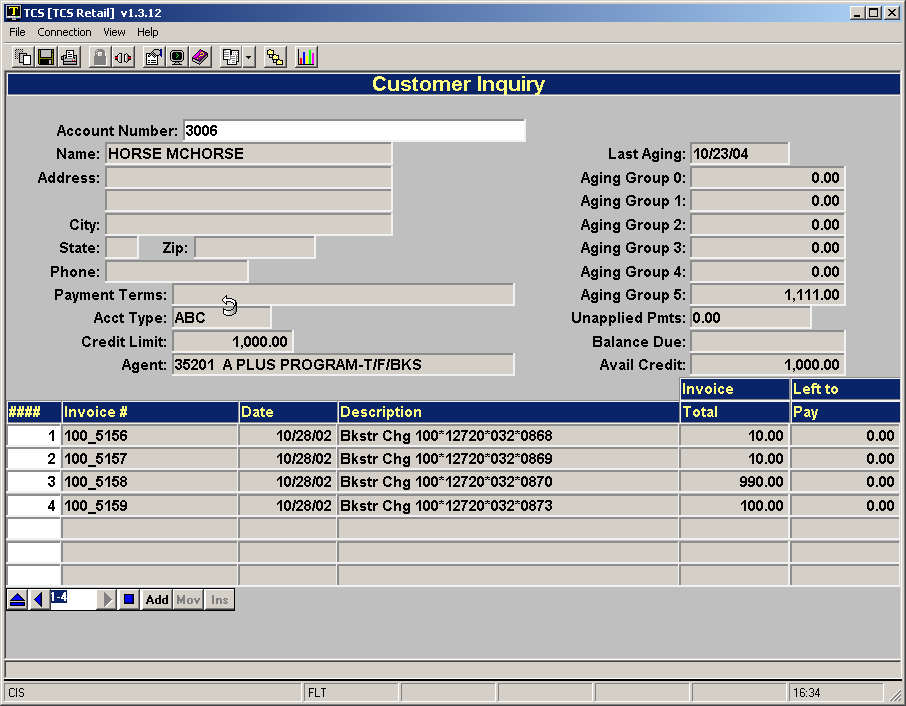 TCS [TCS Retail] v1.3.12
File Connection View Help
Customer Inquiry
Account Number: 3006
Name: HORSE MCHORSE Last Aging: 10/23/04
Address: Aging Group 0: 0.00
Aging Group 1: 0.00
City: Aging Group 2: 0.00
State: Zip: Aging Group 3: 0.00
Phone: Aging Group 4: 0.00
Payment Terms: Aging Group 5: 1,111.00
Acct Type: ABC Unapplied Pmts: 0.00
Credit Limit: 1,000.00 Balance Due:
Agent: 35201 A PLUS PROGRAM-T/F/BKS Avail Credit: 1,000.00
Invoice Left to
#### Invoice # Date Description Total Pay
1 100_5156 10/28/02 Bkstr Chg 100*12720*032*0868 10.00 0.00
2 100_5157 10/28/02 Bkstr Chg 100*12720*032*0869 10.00 0.00
3 100_5158 10/28/02 Bkstr Chg 100*12720*032*0870 990.00 0.00
4 100_5159 10/28/02 Bkstr Chg 100*12720*032*0873 100.00 0.00
1-4 Add Mov Ins
CIS FLT 16:34